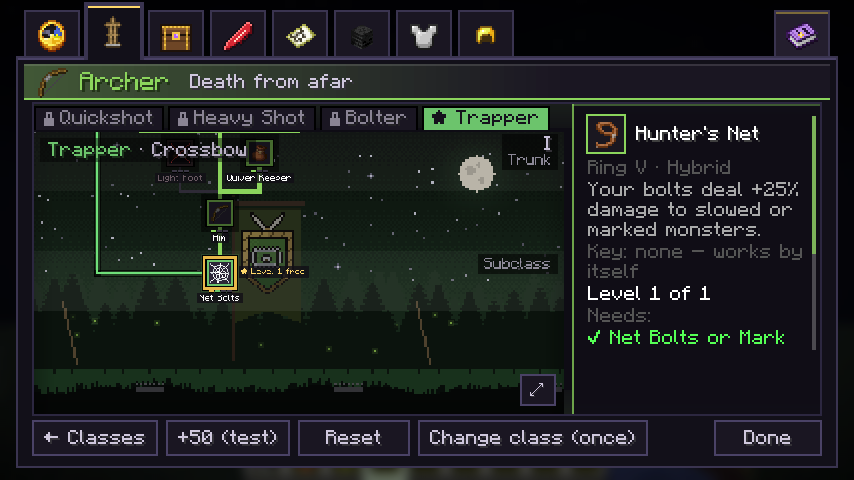 Archer Death from afar
Quickshot
Heavy Shot
Bolter
Trapper
Trapper · Crossbow
I
Trunk
Light Foot
Quiver Keeper
Aim
Level 1 free
Net Bolts
Subclass
Hunter's Net
Ring V · Hybrid
Your bolts deal +25%
damage to slowed or
marked monsters.
Key: none — works by
itself
Level 1 of 1
Needs:
✓ Net Bolts or Mark
← Classes
+50 (test)
Reset
Change class (once)
Done